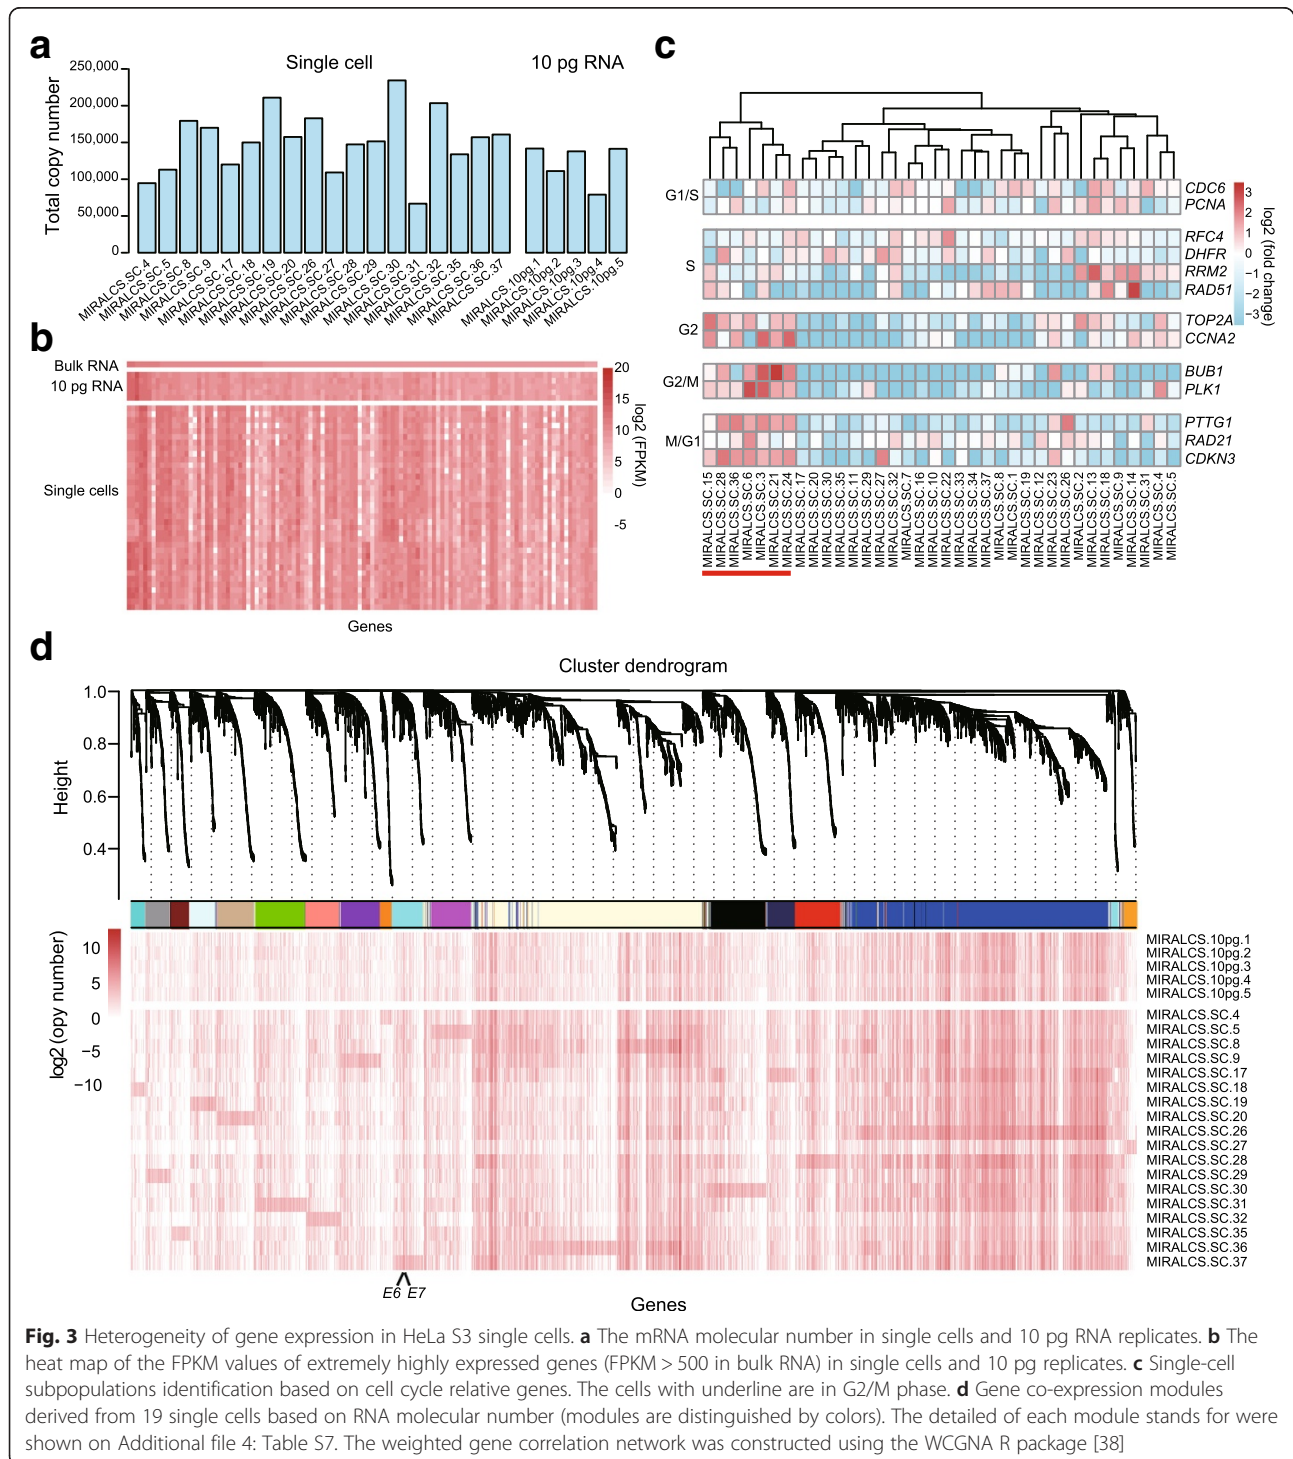 a
Single cell
10 pg RNA
Total copy number
250,000
200,000
150,000
100,000
50,000
0
MIRALCS.SC.4
MIRALCS.SC.5
MIRALCS.SC.8
MIRALCS.SC.9
MIRALCS.SC.17
MIRALCS.SC.18
MIRALCS.SC.19
MIRALCS.SC.20
MIRALCS.SC.26
MIRALCS.SC.27
MIRALCS.SC.28
MIRALCS.SC.29
MIRALCS.SC.30
MIRALCS.SC.31
MIRALCS.SC.32
MIRALCS.SC.35
MIRALCS.SC.36
MIRALCS.SC.37
MIRALCS.10pg.1
MIRALCS.10pg.2
MIRALCS.10pg.3
MIRALCS.10pg.4
MIRALCS.10pg.5
b
Bulk RNA
10 pg RNA
Single cells
Genes
20
15
10
5
0
-5
log2 (FPKM)
c
G1/S
S
G2
G2/M
M/G1
CDC6
PCNA
RFC4
DHFR
RRM2
RAD51
TOP2A
CCNA2
BUB1
PLK1
PTTG1
RAD21
CDKN3
3
2
1
0
−1
−2
−3
log2 (fold change)
MIRALCS.SC.15
MIRALCS.SC.28
MIRALCS.SC.36
MIRALCS.SC.6
MIRALCS.SC.3
MIRALCS.SC.21
MIRALCS.SC.24
MIRALCS.SC.17
MIRALCS.SC.20
MIRALCS.SC.30
MIRALCS.SC.35
MIRALCS.SC.11
MIRALCS.SC.29
MIRALCS.SC.27
MIRALCS.SC.32
MIRALCS.SC.7
MIRALCS.SC.16
MIRALCS.SC.10
MIRALCS.SC.22
MIRALCS.SC.33
MIRALCS.SC.34
MIRALCS.SC.37
MIRALCS.SC.8
MIRALCS.SC.1
MIRALCS.SC.19
MIRALCS.SC.12
MIRALCS.SC.23
MIRALCS.SC.26
MIRALCS.SC.2
MIRALCS.SC.13
MIRALCS.SC.18
MIRALCS.SC.9
MIRALCS.SC.14
MIRALCS.SC.31
MIRALCS.SC.4
MIRALCS.SC.5
d
Cluster dendrogram
Height
1.0
0.8
0.6
0.4
log2 (opy number)
10
5
0
−5
−10
MIRALCS.10pg.1
MIRALCS.10pg.2
MIRALCS.10pg.3
MIRALCS.10pg.4
MIRALCS.10pg.5
MIRALCS.SC.4
MIRALCS.SC.5
MIRALCS.SC.8
MIRALCS.SC.9
MIRALCS.SC.17
MIRALCS.SC.18
MIRALCS.SC.19
MIRALCS.SC.20
MIRALCS.SC.26
MIRALCS.SC.27
MIRALCS.SC.28
MIRALCS.SC.29
MIRALCS.SC.30
MIRALCS.SC.31
MIRALCS.SC.32
MIRALCS.SC.35
MIRALCS.SC.36
MIRALCS.SC.37
E6 E7
Genes
Fig. 3 Heterogeneity of gene expression in HeLa S3 single cells. a The mRNA molecular number in single cells and 10 pg RNA replicates. b The
heat map of the FPKM values of extremely highly expressed genes (FPKM > 500 in bulk RNA) in single cells and 10 pg replicates. c Single-cell
subpopulations identification based on cell cycle relative genes. The cells with underline are in G2/M phase. d Gene co-expression modules
derived from 19 single cells based on RNA molecular number (modules are distinguished by colors). The detailed of each module stands for were
shown on Additional file 4: Table S7. The weighted gene correlation network was constructed using the WCGNA R package [38]